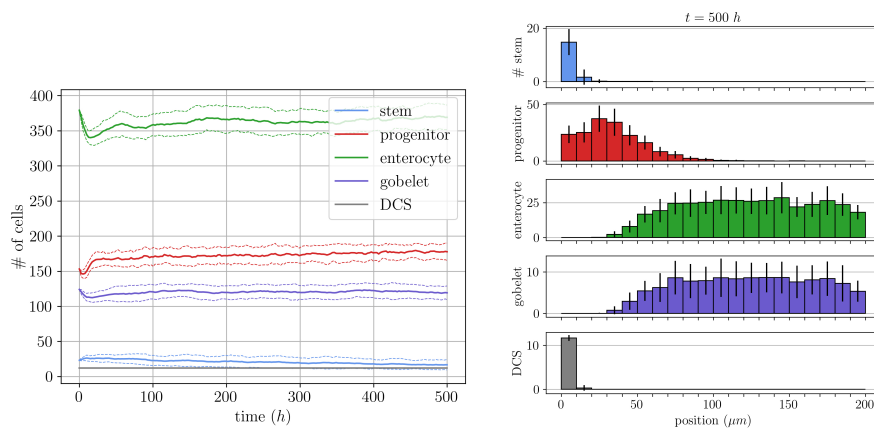 400
350
300
250
200
150
100
50
0
# of cells
0 100 200 300 400 500
time (h)
stem
progenitor
enterocyte
gobelet
DCS
t = 500 h
20
0
# stem
50
0
progenitor
25
0
enterocyte
10
0
gobelet
10
0
DCS
0 50 100 150 200
position (μm)